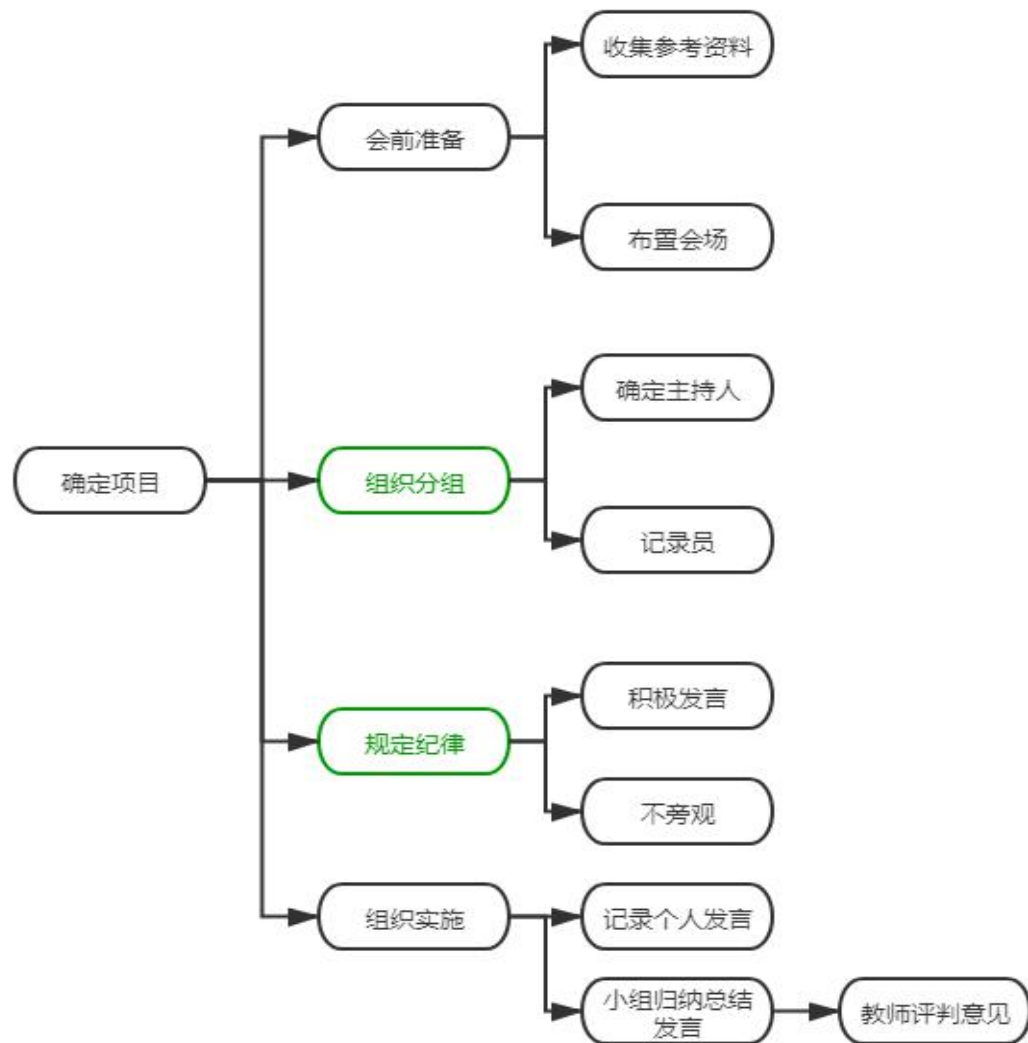 收集参考资料
会前准备
布置会场
确定主持人
确定项目
组织分组
记录员
积极发言
规定纪律
不旁观
组织实施
记录个人发言
小组归纳总结
发言
教师评判意见